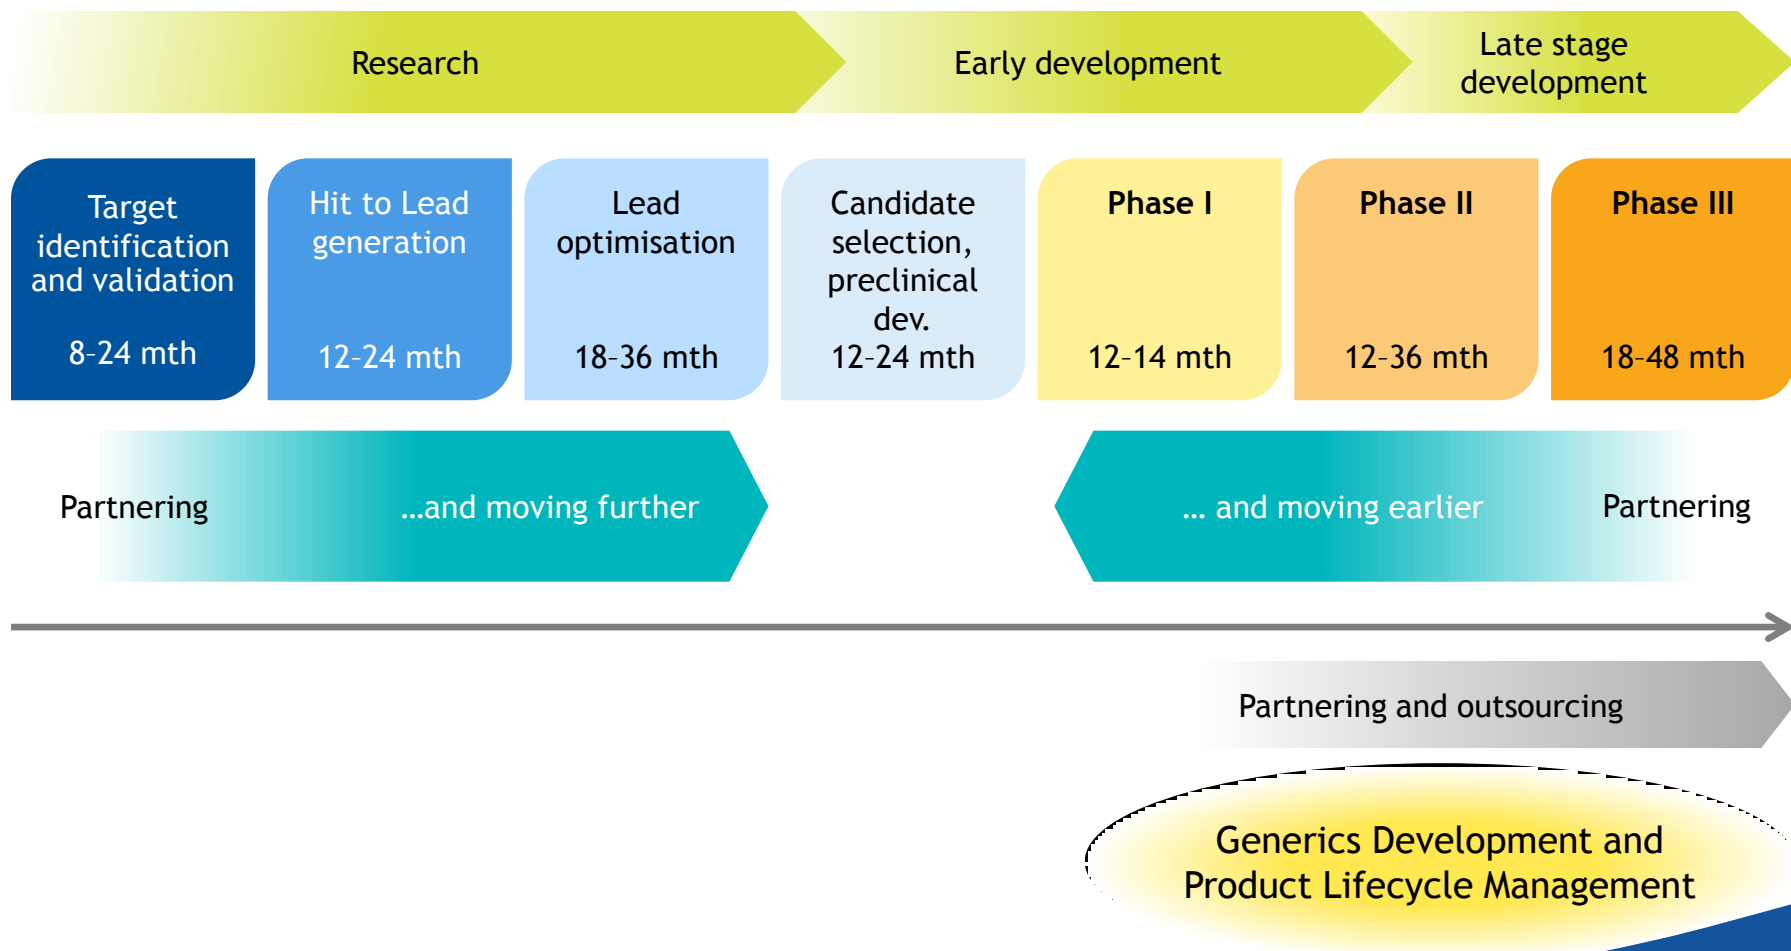 Research
Early development
Late stage
development
Target
identification
and validation
8–24 mth
Hit to Lead
generation
12–24 mth
Lead
optimisation
18–36 mth
Candidate
selection,
preclinical
dev.
12–24 mth
Phase I
12–14 mth
Phase II
12–36 mth
Phase III
18–48 mth
Partnering
…and moving further
… and moving earlier
Partnering
Partnering and outsourcing
Generics Development and
Product Lifecycle Management